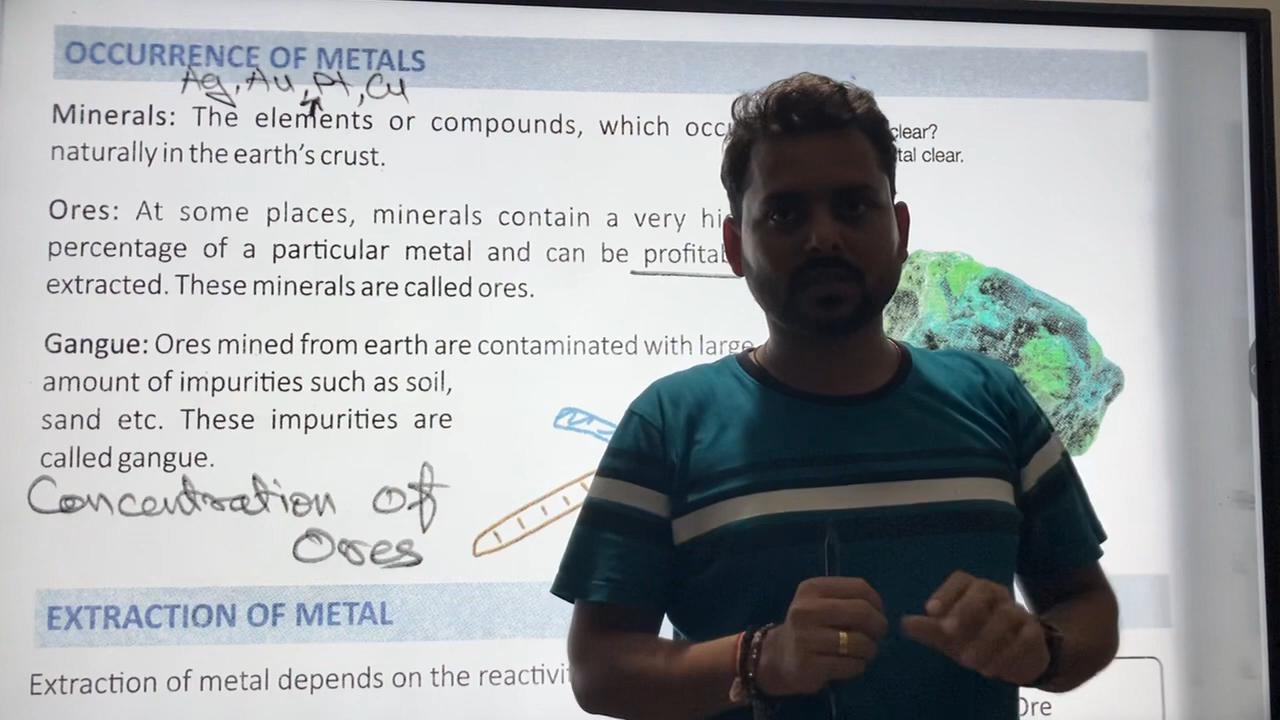 OCCURRENCE OF METALS
Ag, Au, Pt, Cu
Minerals: The elements or compounds, which occ
naturally in the earth's crust.
clear?
tal clear.
Ores: At some places, minerals contain a very hi
percentage of a particular metal and can be profita
extracted. These minerals are called ores.
Gangue: Ores mined from earth are contaminated with large
amount of impurities such as soil,
sand etc. These impurities are
called gangue.
Concentration of
Ores
EXTRACTION OF METAL
Extraction of metal depends on the reactivi
Ore